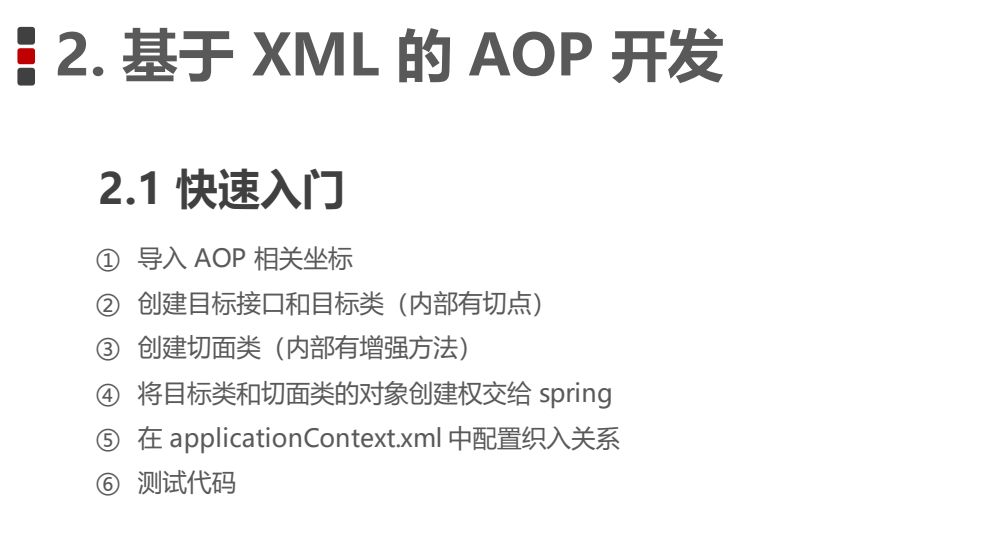 2. 基于 XML 的 AOP 开发
2.1 快速入门
① 导入 AOP 相关坐标
② 创建目标接口和目标类（内部有切点）
③ 创建切面类（内部有增强方法）
④ 将目标类和切面类的对象创建权交给 spring
⑤ 在 applicationContext.xml 中配置织入关系
⑥ 测试代码